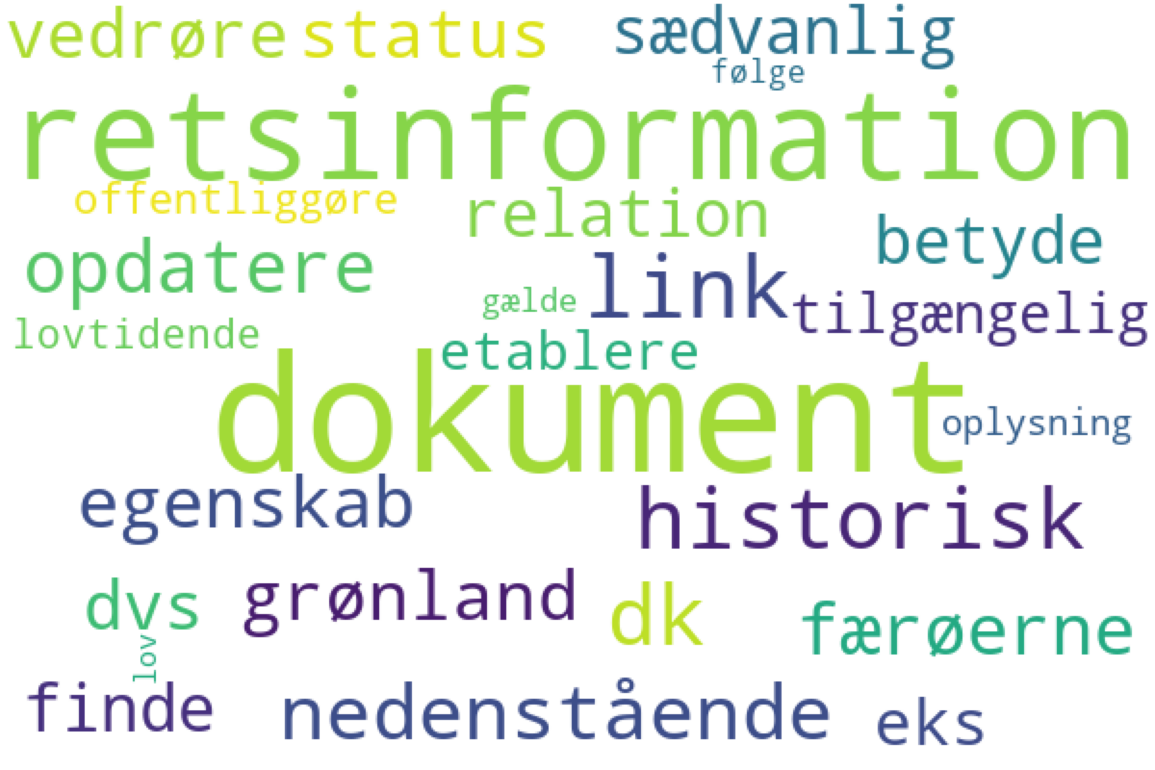 vedrøre status sædvanlig
følge
retsinformation
offentliggøre relation
opdatere betyde
gælde link tilgængelig
lovtidende etablere
dokument oplysning
egenskab historisk
dvs grønland dk færøerne
lov
finde nedenstående eks